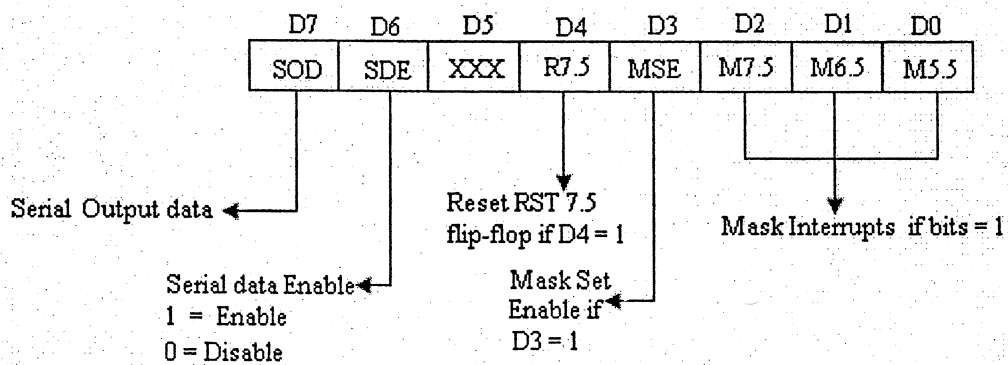 D7 D6 D5 D4 D3 D2 D1 D0
SOD SDE XXX R7.5 MSE M7.5 M6.5 M5.5
Serial Output data
Reset RST 7.5
flip-flop if D4 = 1
Mask Interrupts if bits = 1
Serial data Enable
1 = Enable
0 = Disable
Mask Set
Enable if
D3 = 1